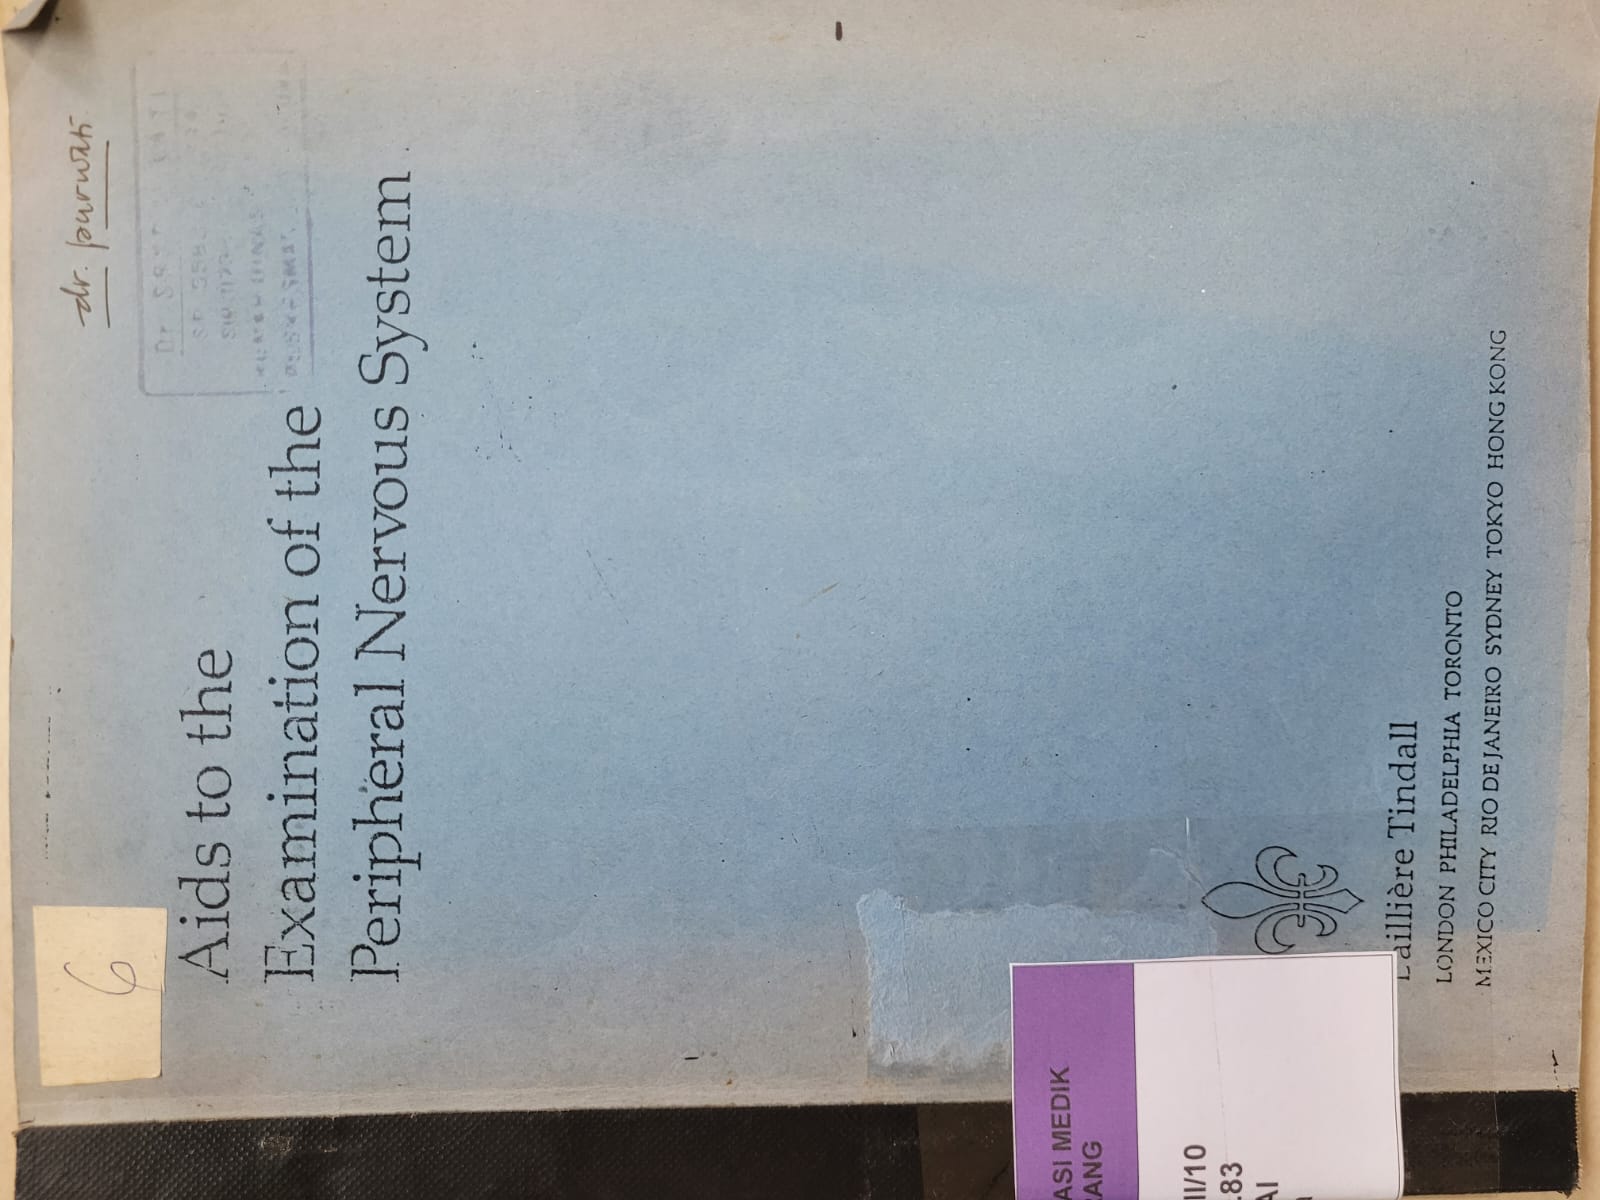 dr. purwati
6
Aids to the
Examination of the
Peripheral Nervous System
aillière Tindall
LONDON PHILADELPHIA TORONTO
MEXICO CITY RIO DE JANEIRO SYDNEY TOKYO HONG KONG
ASI MEDIK
ANG
II/10
.83
AI